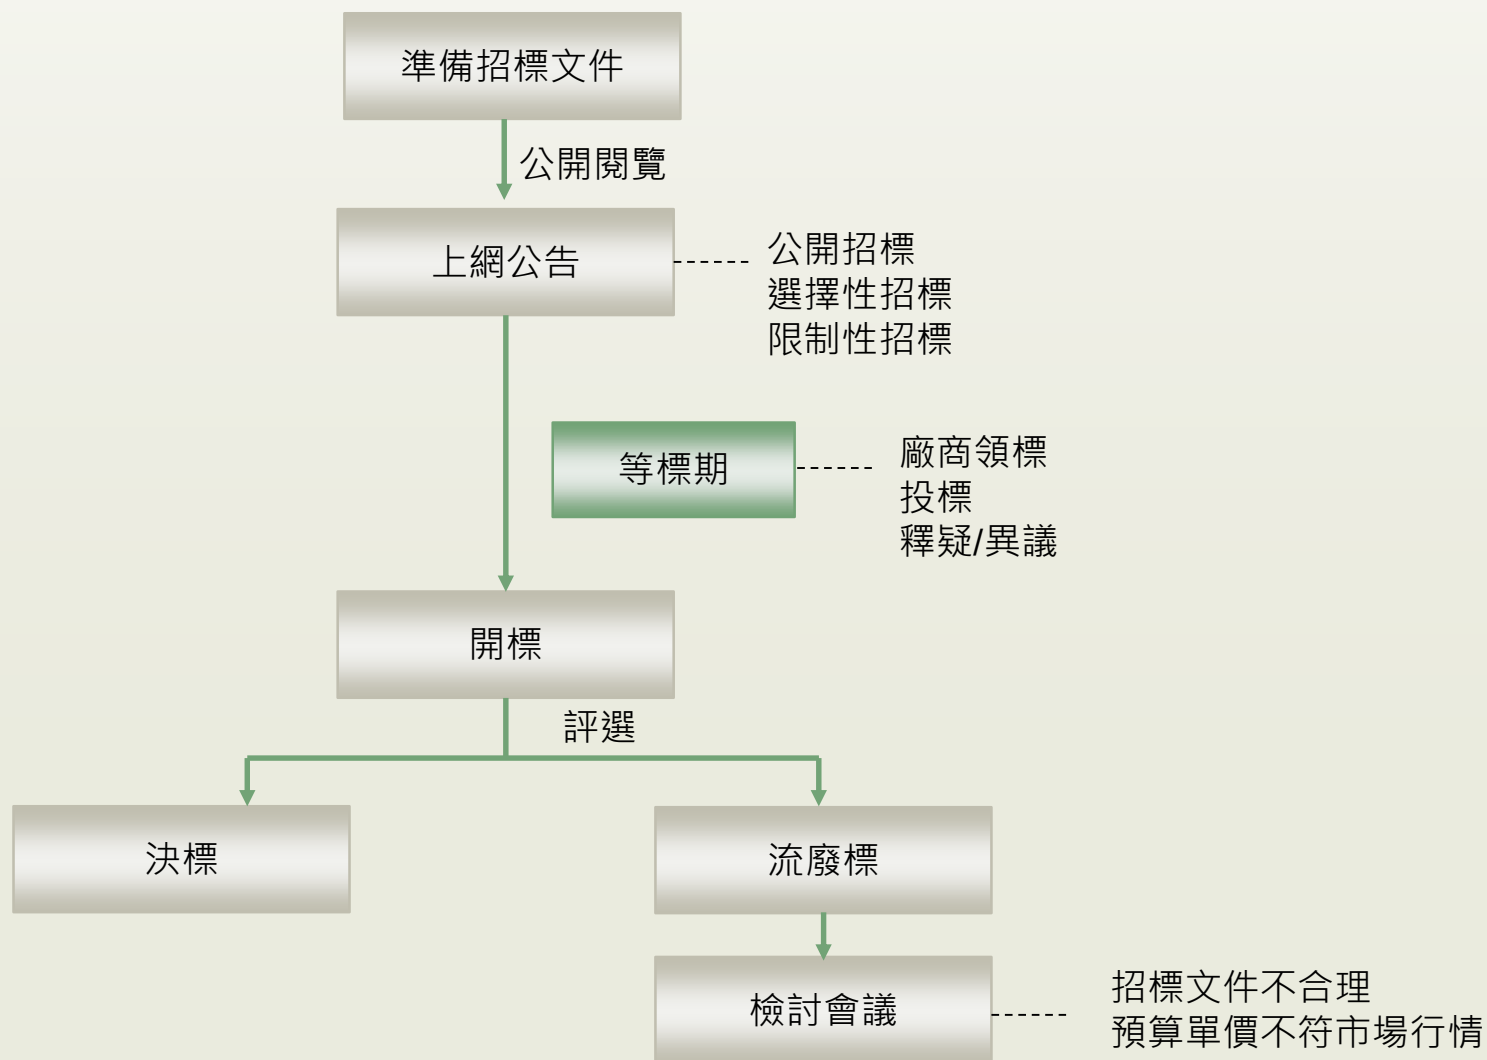 準備招標文件
公開閱覽
上網公告
公開招標
選擇性招標
限制性招標
等標期
廠商領標
投標
釋疑/異議
開標
評選
決標
流廢標
檢討會議
招標文件不合理
預算單價不符市場行情